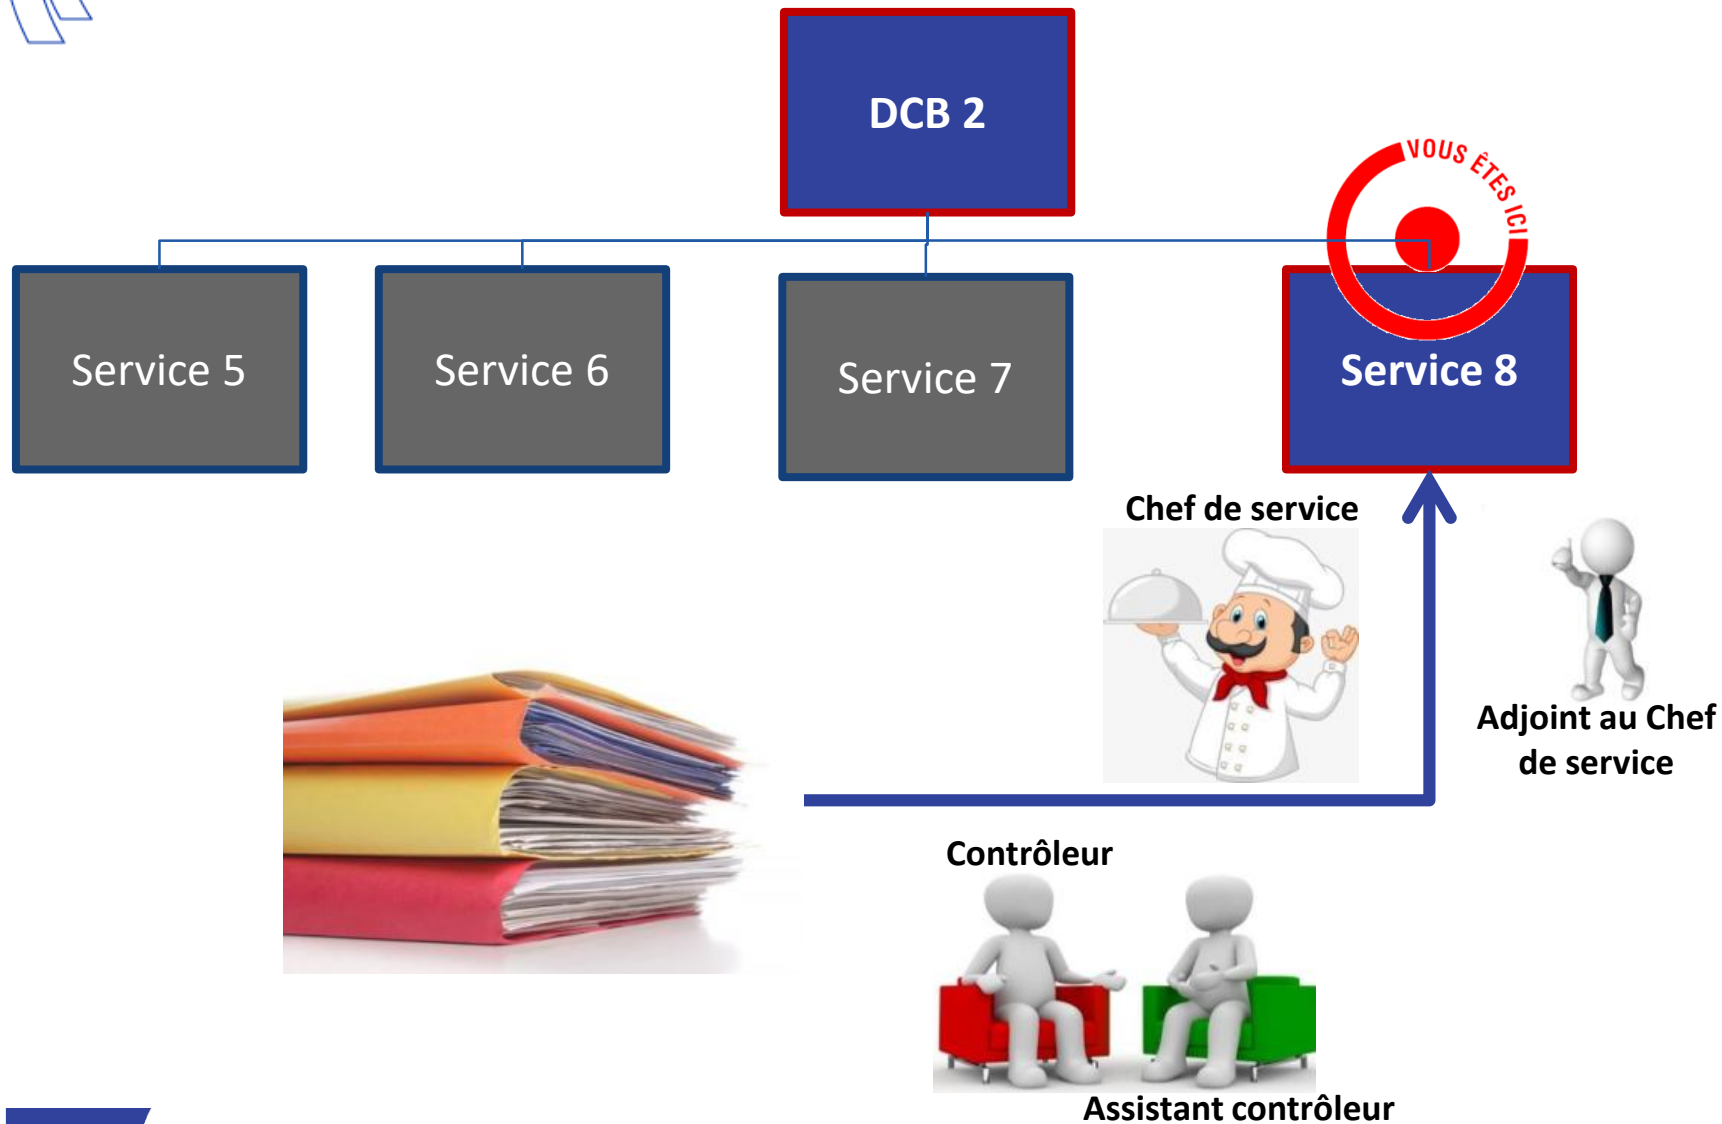 DCB 2
VOUS ÊTES ICI
Service 5
Service 6
Service 7
Service 8
Chef de service
Adjoint au Chef
de service
Contrôleur
Assistant contrôleur